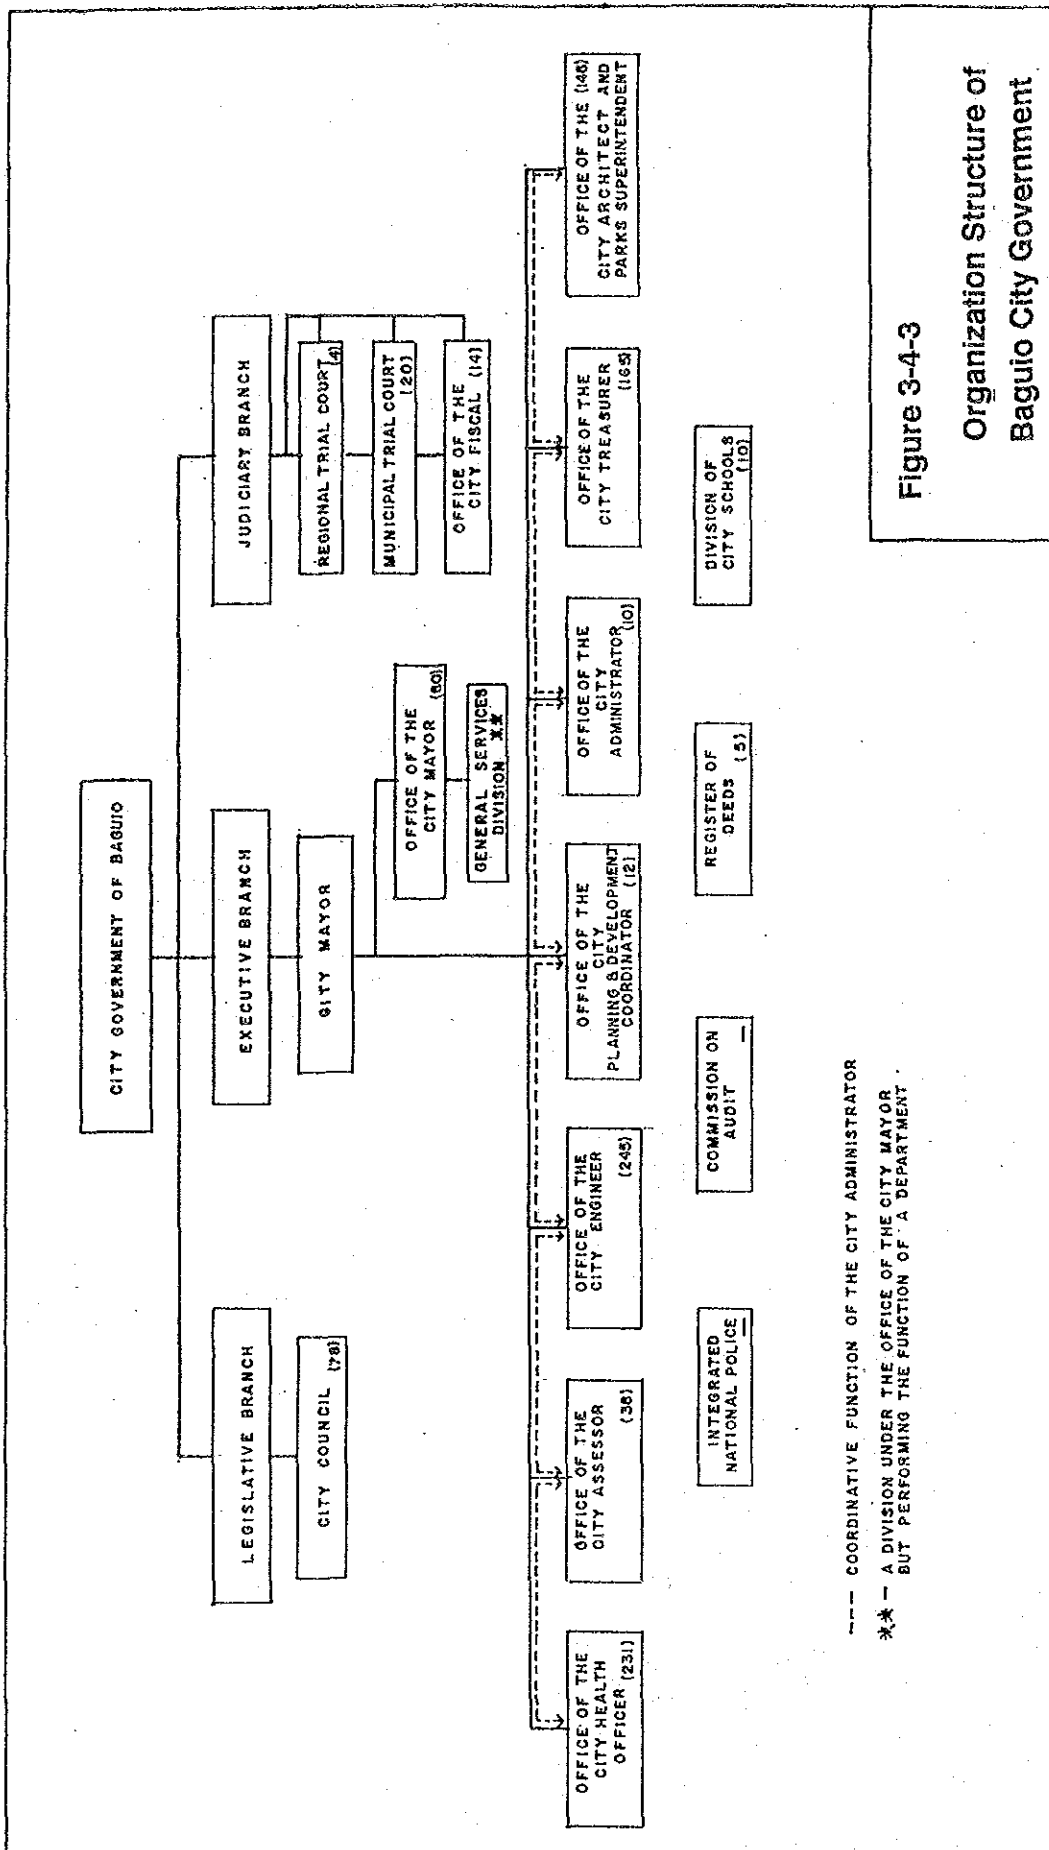 CITY GOVERNMENT OF BAGUIO
LEGISLATIVE BRANCH
EXECUTIVE BRANCH
JUDICIARY BRANCH
CITY COUNCIL (78)
CITY MAYOR
REGIONAL TRIAL COURT (4)
MUNICIPAL TRIAL COURT
(20)
OFFICE OF THE
CITY FISCAL (14)
OFFICE OF THE
CITY MAYOR (60)
GENERAL SERVICES
DIVISION **
OFFICE OF THE
CITY HEALTH
OFFICER (231)
OFFICE OF THE
CITY ASSESSOR
(38)
OFFICE OF THE
CITY ENGINEER
(245)
OFFICE OF THE
CITY
PLANNING & DEVELOPMENT
COORDINATOR (12)
OFFICE OF THE
CITY
ADMINISTRATOR (10)
OFFICE OF THE
CITY TREASURER
(165)
OFFICE OF THE (146)
CITY ARCHITECT AND
PARKS SUPERINTENDENT
INTEGRATED
NATIONAL POLICE —
COMMISSION ON
AUDIT —
REGISTER OF
DEEDS (5)
DIVISION OF
CITY SCHOOLS
(10)
--- COORDINATIVE FUNCTION OF THE CITY ADMINISTRATOR
** — A DIVISION UNDER THE OFFICE OF THE CITY MAYOR
BUT PERFORMING THE FUNCTION OF A DEPARTMENT.
Figure 3-4-3
Organization Structure of
Baguio City Government